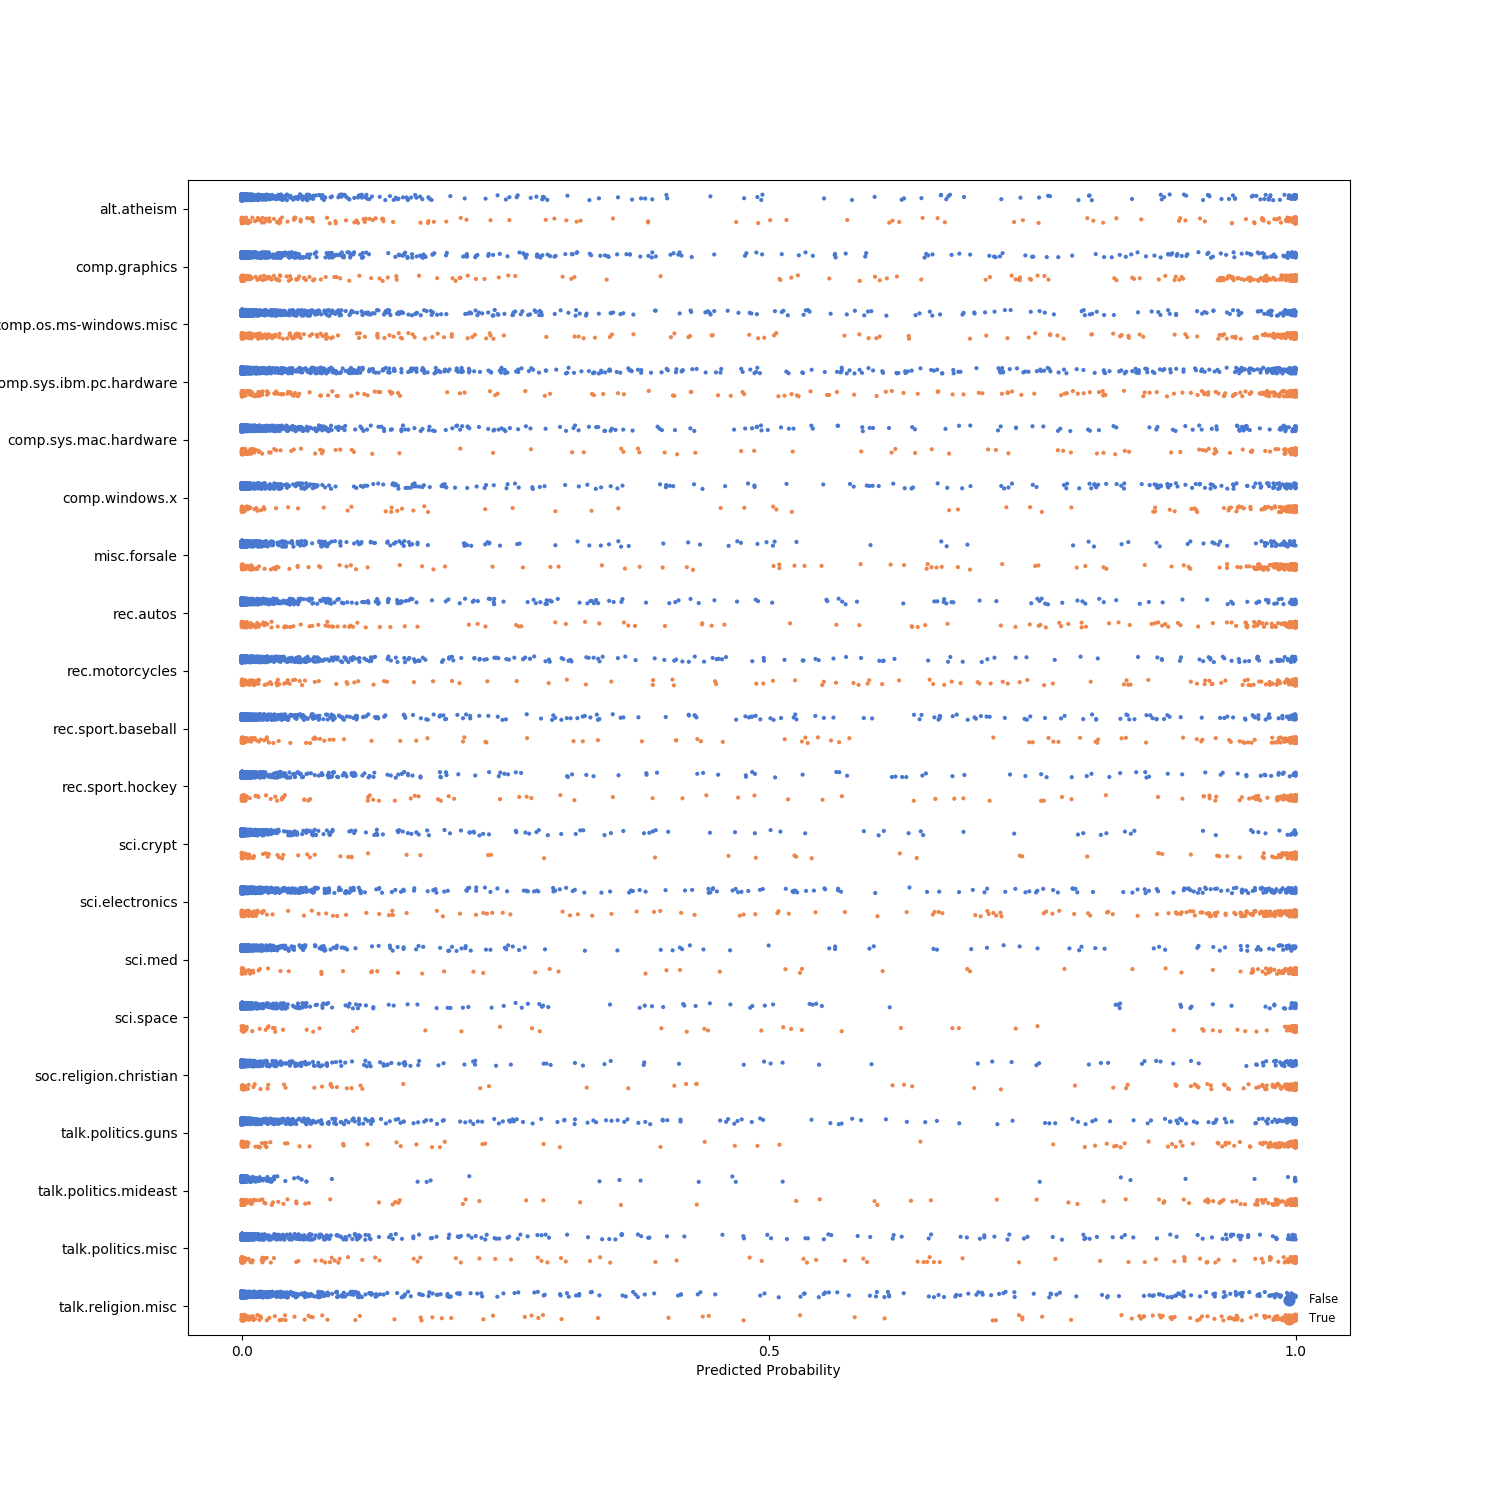 alt.atheism
comp.graphics
comp.os.ms-windows.misc
omp.sys.ibm.pc.hardware
comp.sys.mac.hardware
comp.windows.x
misc.forsale
rec.autos
rec.motorcycles
rec.sport.baseball
rec.sport.hockey
sci.crypt
sci.electronics
sci.med
sci.space
soc.religion.christian
talk.politics.guns
talk.politics.mideast
talk.politics.misc
talk.religion.misc
False
True
0.0 0.5 1.0
Predicted Probability